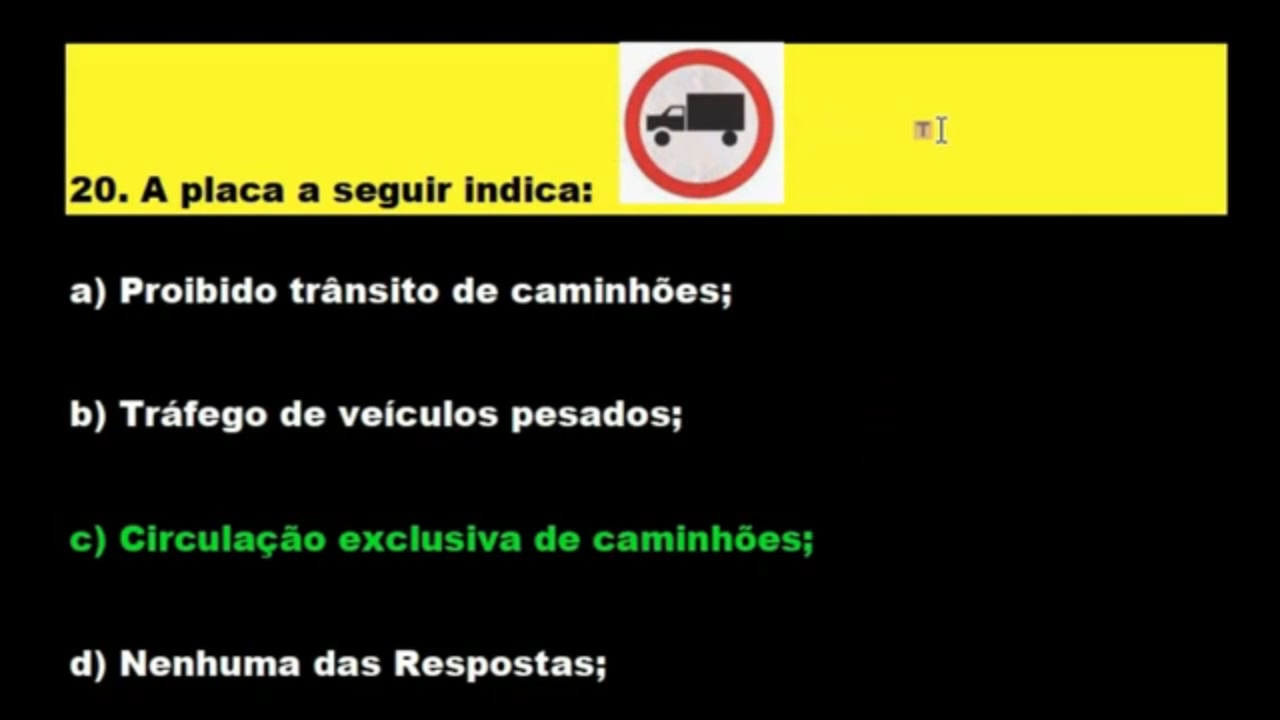 20. A placa a seguir indica:
a) Proibido trânsito de caminhões;
b) Tráfego de veículos pesados;
c) Circulação exclusiva de caminhões;
d) Nenhuma das Respostas;